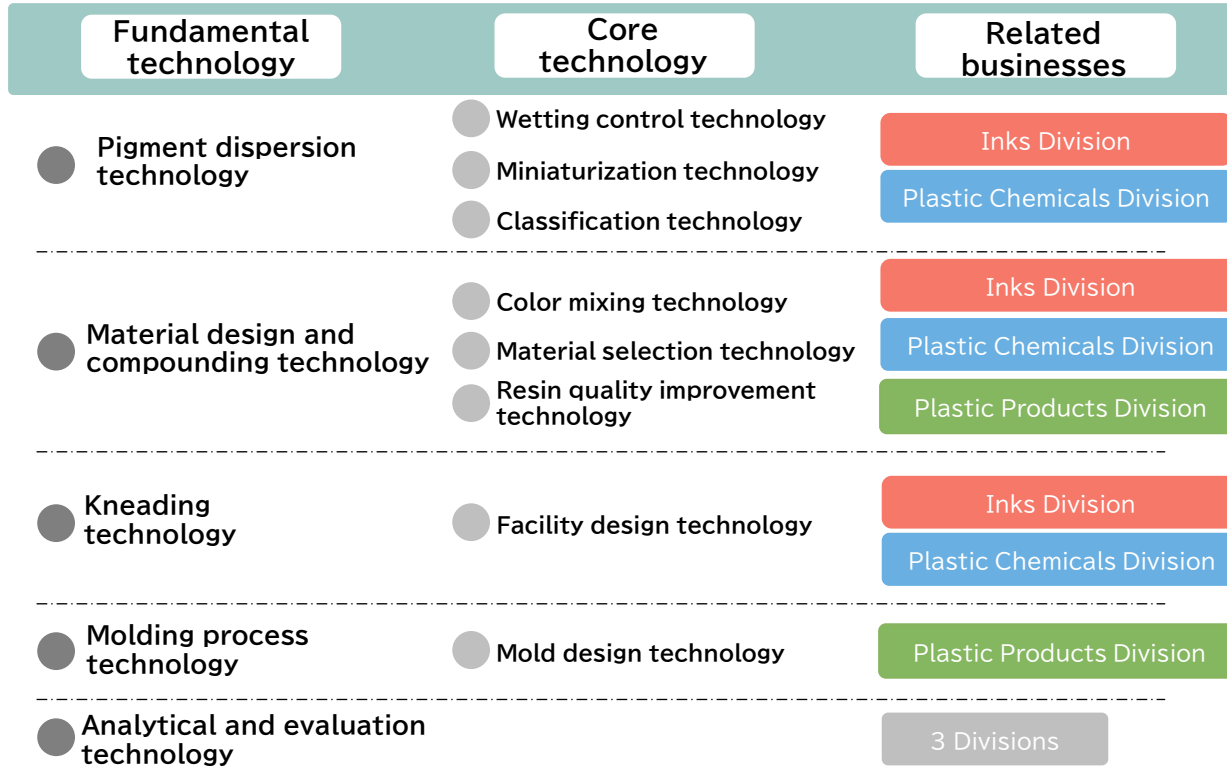 Fundamental
technology
Core
technology
Related
businesses
Pigment dispersion
technology
Wetting control technology
Miniaturization technology
Classification technology
Inks Division
Plastic Chemicals Division
Material design and
compounding technology
Color mixing technology
Material selection technology
Resin quality improvement
technology
Inks Division
Plastic Chemicals Division
Plastic Products Division
Kneading
technology
Facility design technology
Inks Division
Plastic Chemicals Division
Molding process
technology
Mold design technology
Plastic Products Division
Analytical and evaluation
technology
3 Divisions